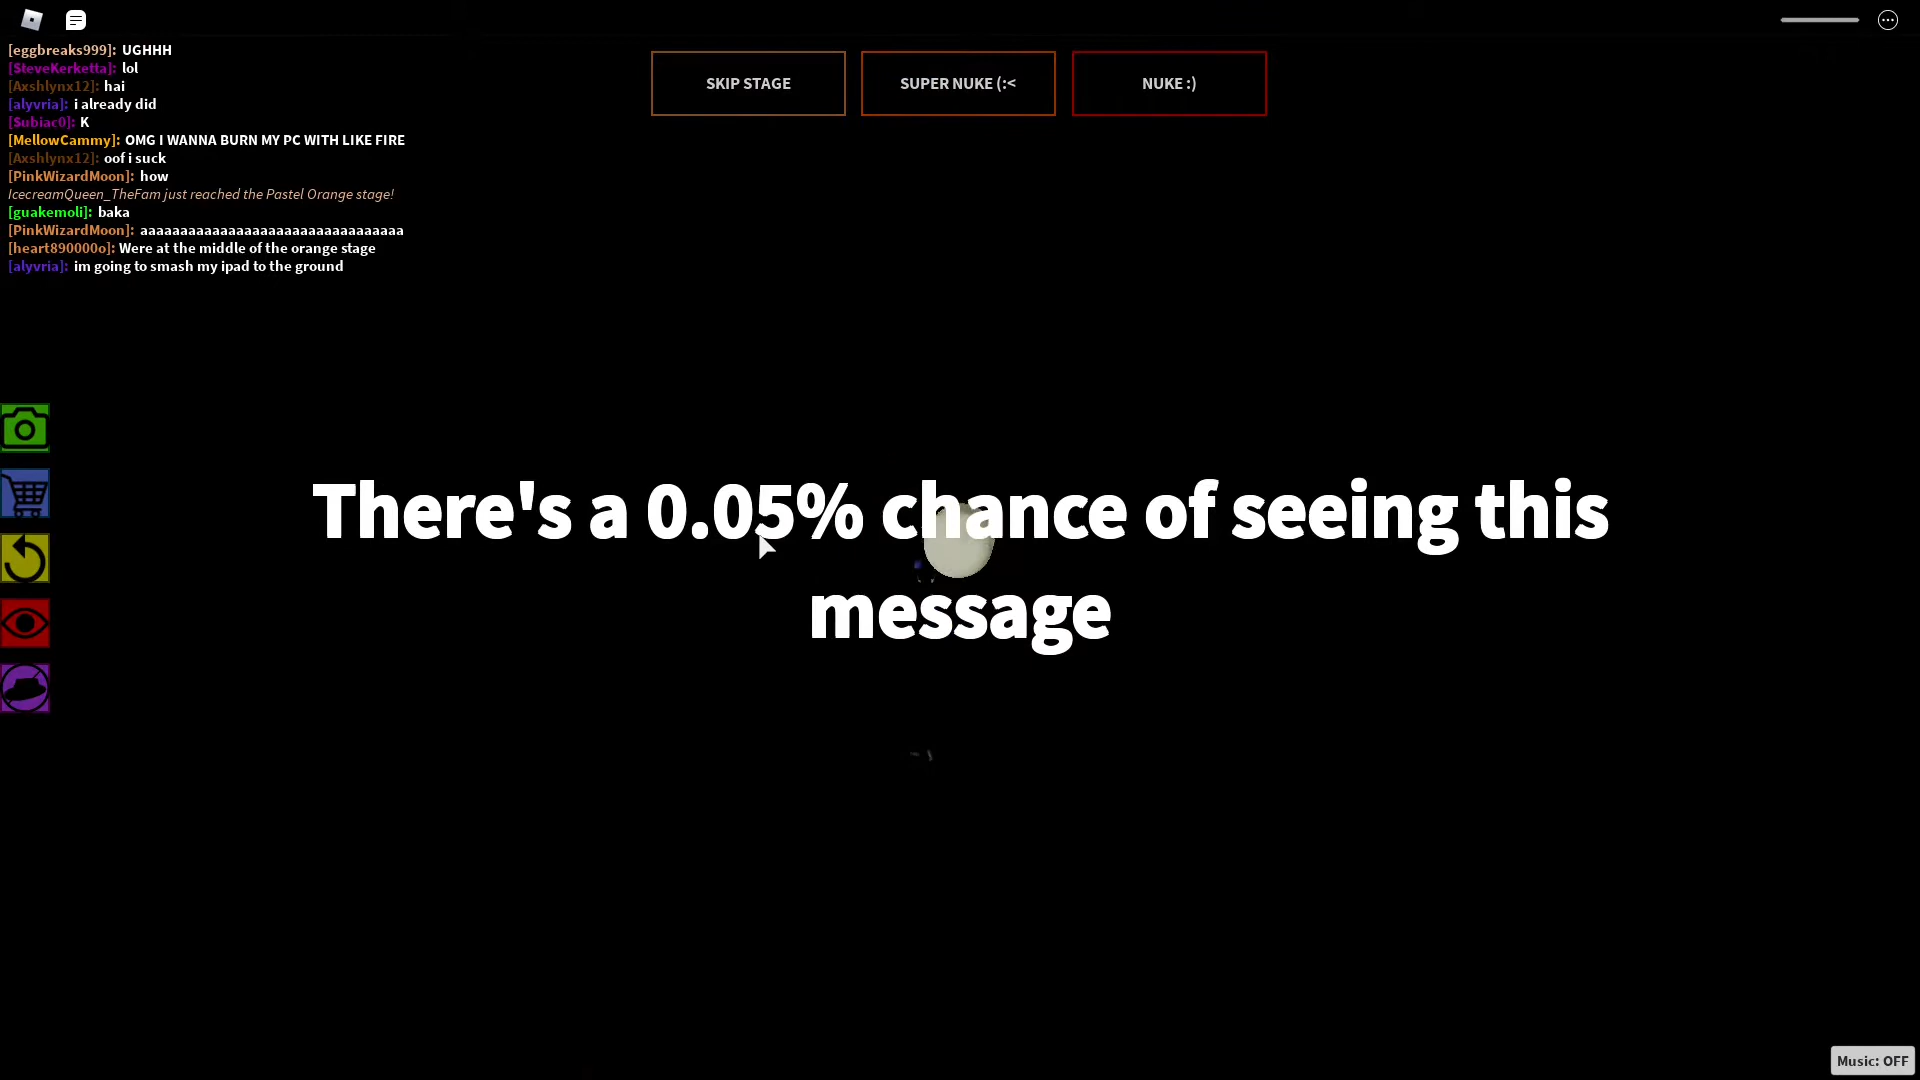 [eggbreaks999]: UGHHH
[SteveKerketta]: lol
[Axshlynx12]: hai
[alyvria]: i already did
[Subiac0]: K
[MellowCammy]: OMG I WANNA BURN MY PC WITH LIKE FIRE
[Axshlynx12]: oof i suck
[PinkWizardMoon]: how
IcecreamQueen_TheFam just reached the Pastel Orange stage!
[guakemoli]: baka
[PinkWizardMoon]: aaaaaaaaaaaaaaaaaaaaaaaaaaaaaaaaa
[heart890000o]: Were at the middle of the orange stage
[alyvria]: im going to smash my ipad to the ground
SKIP STAGE
SUPER NUKE (:<
NUKE :)
There's a 0.05% chance of seeing this
message
Music: OFF